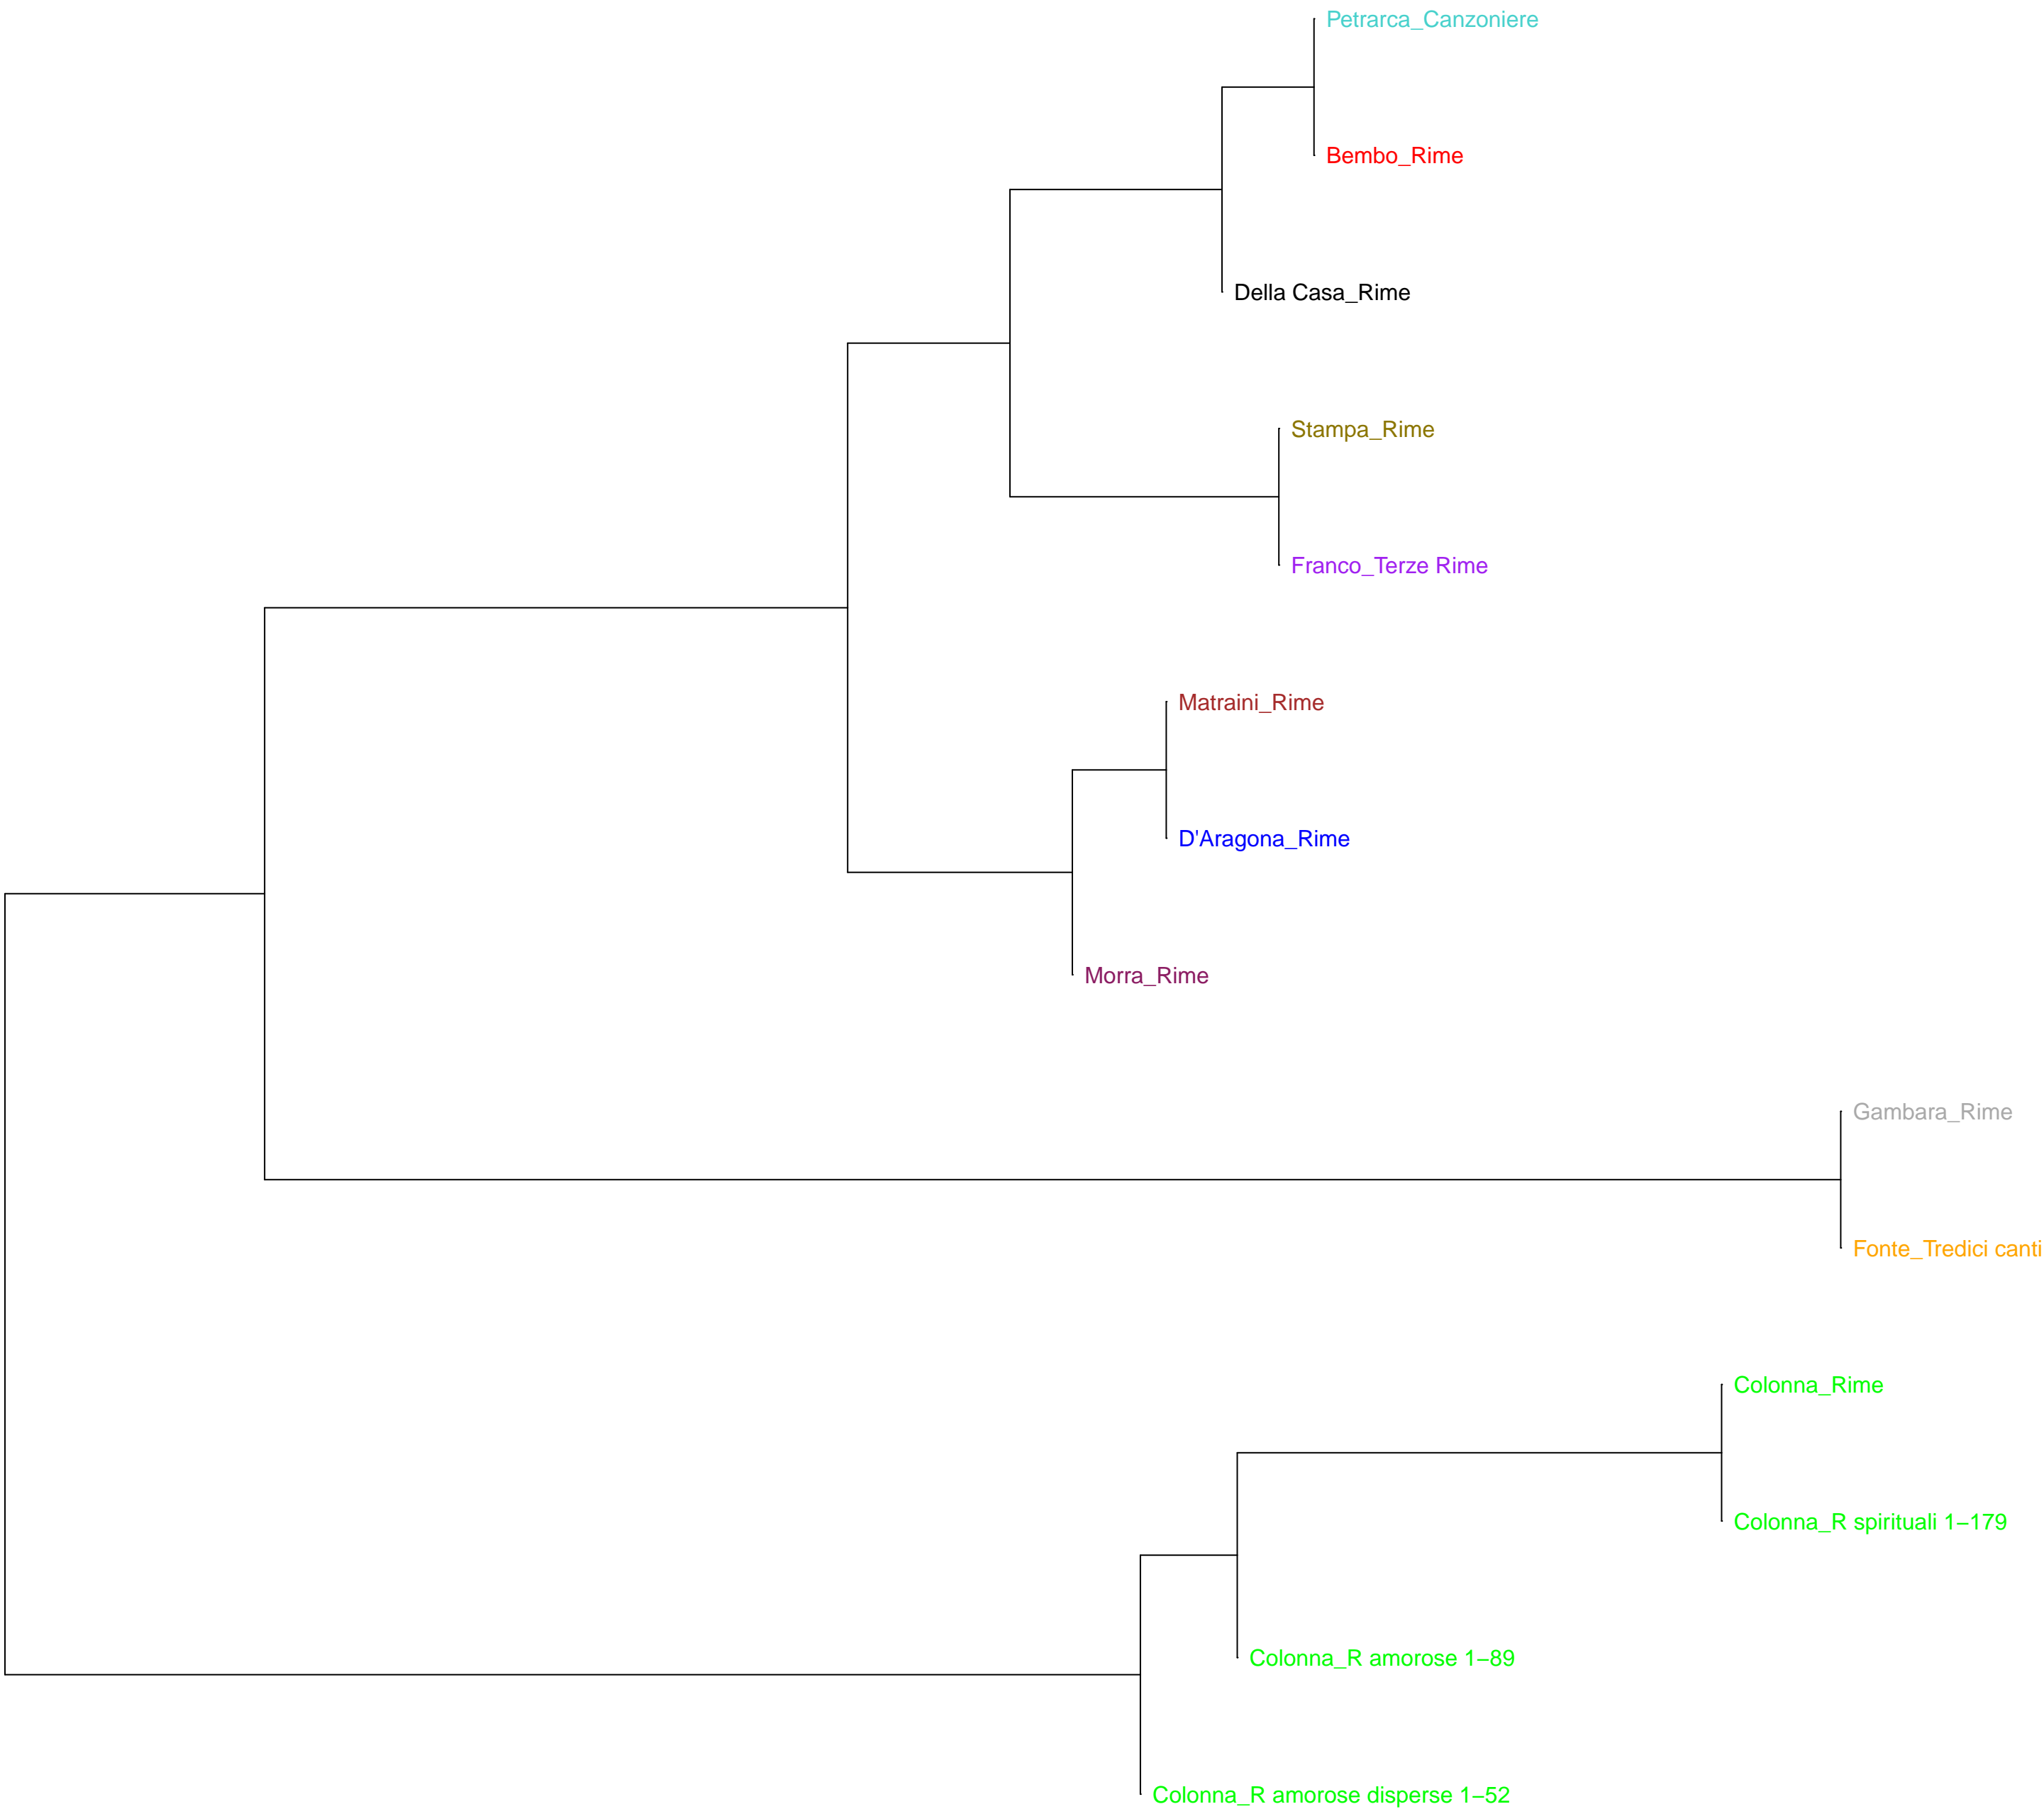 Petrarca_Canzoniere
Bembo_Rime
Della Casa_Rime
Stampa_Rime
Franco_Terze Rime
Matraini_Rime
D'Aragona_Rime
Morra_Rime
Gambara_Rime
Fonte_Tredici canti
Colonna_Rime
Colonna_R spirituali 1–179
Colonna_R amorose 1–89
Colonna_R amorose disperse 1–52